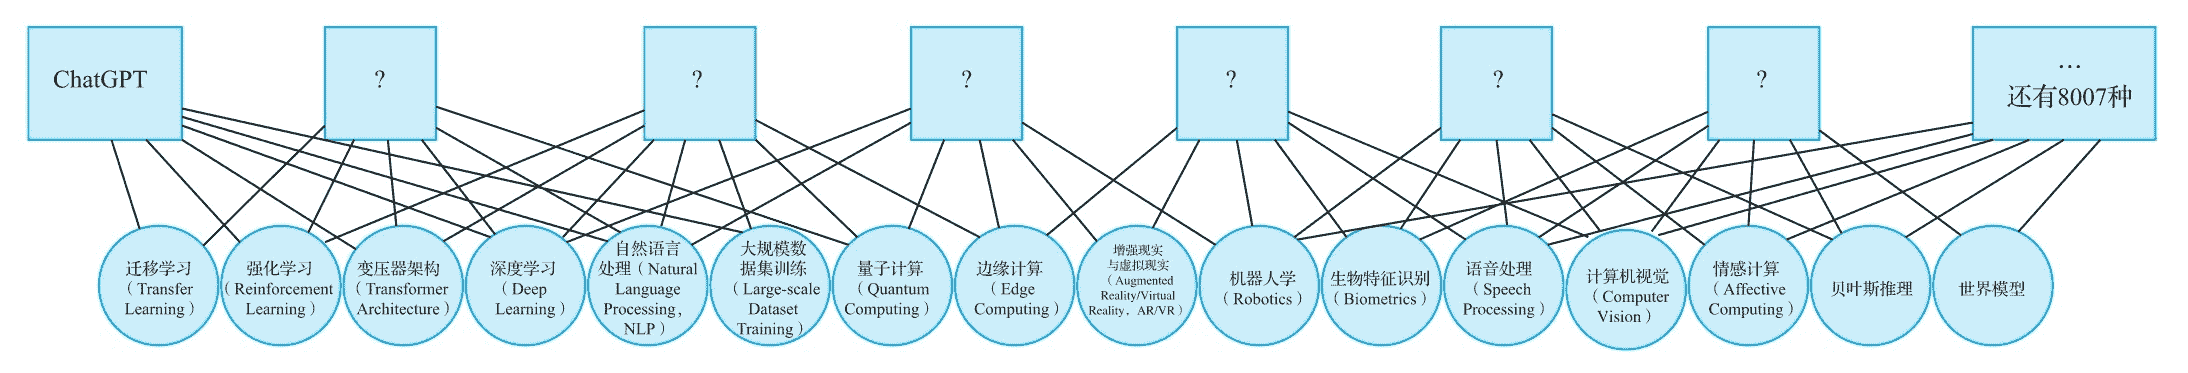 ChatGPT
?
?
?
?
?
?
…
还有8007种
迁移学习
（Transfer
Learning）
强化学习
（Reinforcement
Learning）
变压器架构
（Transformer
Architecture）
深度学习
（Deep
Learning）
自然语言
处理（Natural
Language
Processing，
NLP）
大规模数
据集训练
（Large-scale
Dataset
Training）
量子计算
（Quantum
Computing）
边缘计算
（Edge
Computing）
增强现实
与虚拟现实
（Augmented
Reality/Virtual
Reality，AR/VR）
机器人学
（Robotics）
生物特征识别
（Biometrics）
语音处理
（Speech
Processing）
计算机视觉
（Computer
Vision）
情感计算
（Affective
Computing）
贝叶斯推理
世界模型